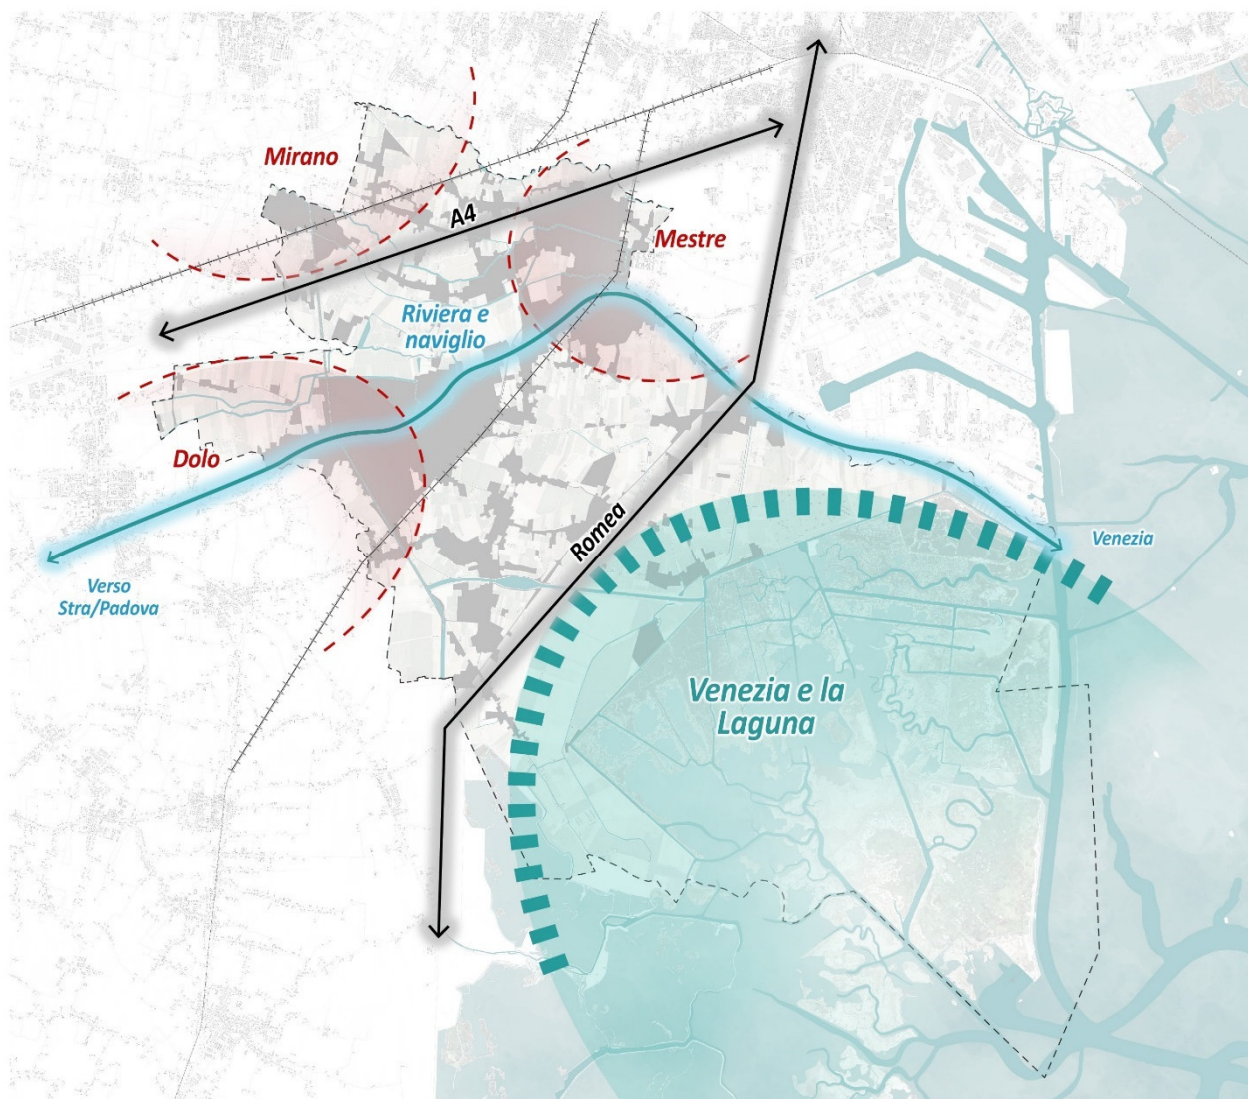 Mirano
A4
Mestre
Riviera e
naviglio
Dolo
Romea
Venezia
Verso
Stra/Padova
Venezia e la
Laguna